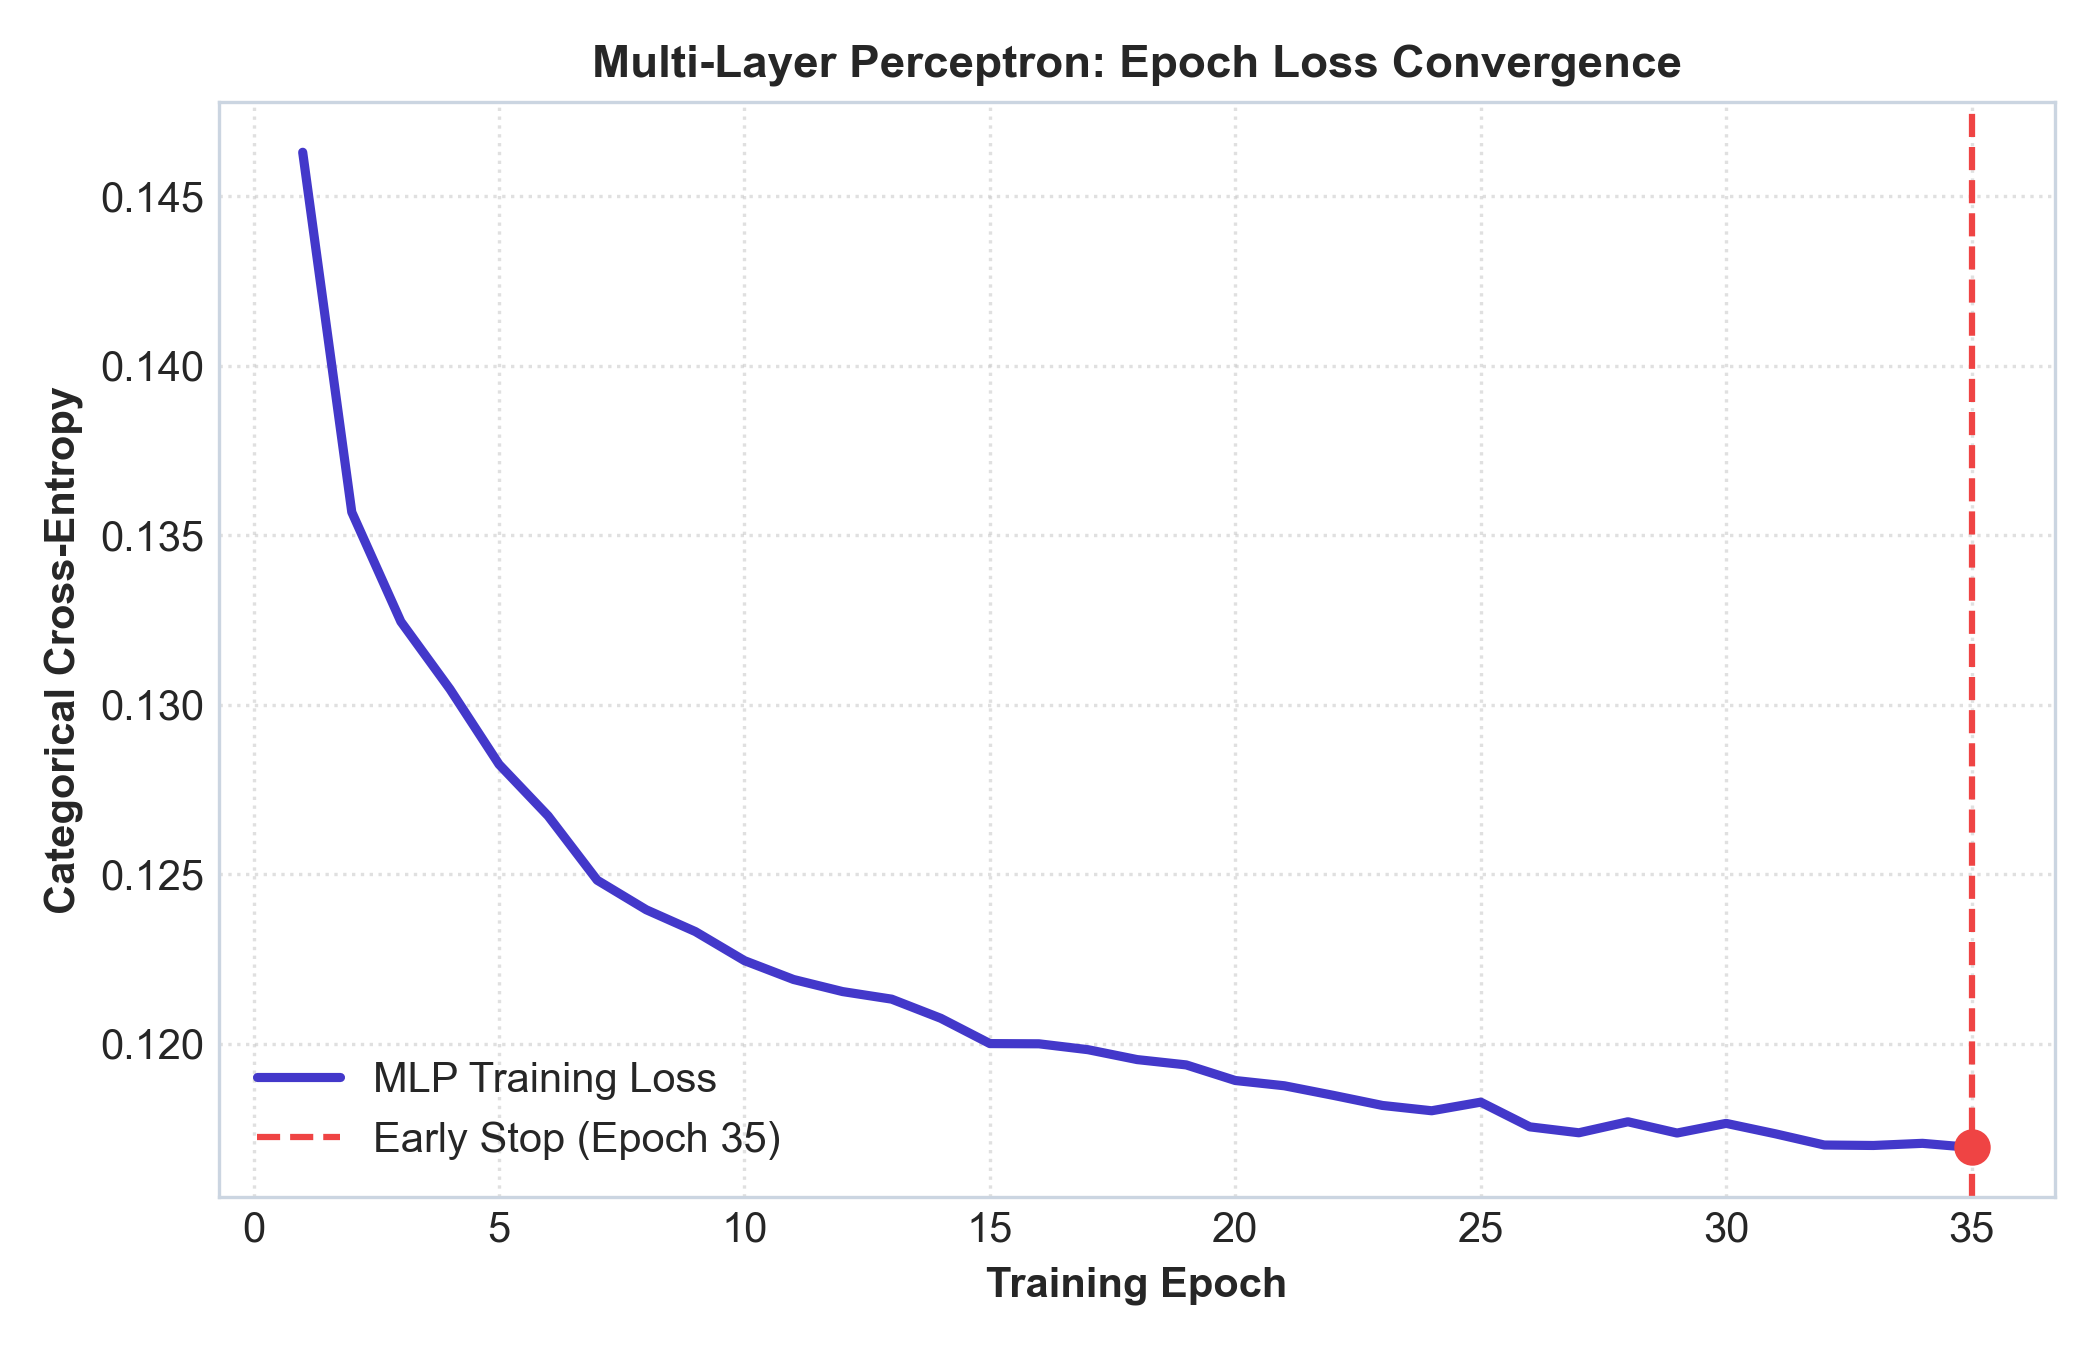 Multi-Layer Perceptron: Epoch Loss Convergence
Categorical Cross-Entropy
0.145
0.140
0.135
0.130
0.125
0.120
MLP Training Loss
Early Stop (Epoch 35)
0 5 10 15 20 25 30 35
Training Epoch